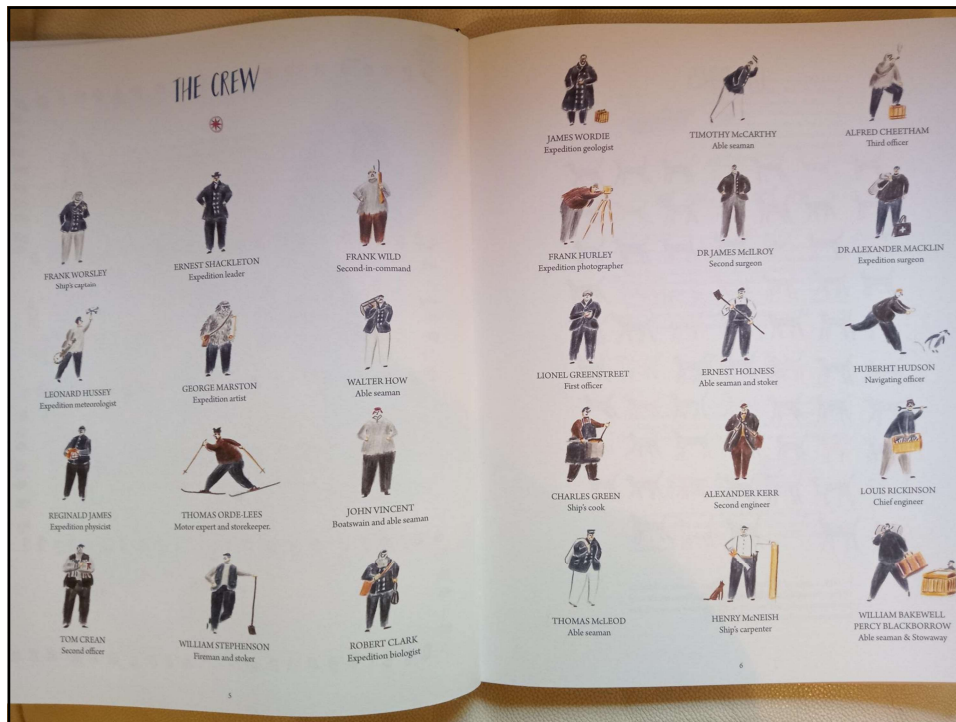 THE CREW
FRANK WORSLEY
Ship's captain
ERNEST SHACKLETON
Expedition leader
FRANK WILD
Second-in-command
LEONARD HUSSEY
Expedition meteorologist
GEORGE MARSTON
Expedition artist
WALTER HOW
Able seaman
REGINALD JAMES
Expedition physicist
THOMAS ORDE-LEES
Motor expert and storekeeper.
JOHN VINCENT
Boatswain and able seaman
TOM CREAN
Second officer
WILLIAM STEPHENSON
Fireman and stoker
ROBERT CLARK
Expedition biologist
5
JAMES WORDIE
Expedition geologist
TIMOTHY McCARTHY
Able seaman
ALFRED CHEETHAM
Third officer
FRANK HURLEY
Expedition photographer
DR JAMES McILROY
Second surgeon
DR ALEXANDER MACKLIN
Expedition surgeon
LIONEL GREENSTREET
First officer
ERNEST HOLNESS
Able seaman and stoker
HUBERHT HUDSON
Navigating officer
CHARLES GREEN
Ship's cook
ALEXANDER KERR
Second engineer
LOUIS RICKINSON
Chief engineer
THOMAS McLEOD
Able seaman
HENRY McNEISH
Ship's carpenter
WILLIAM BAKEWELL
PERCY BLACKBORROW
Able seaman & Stowaway
6